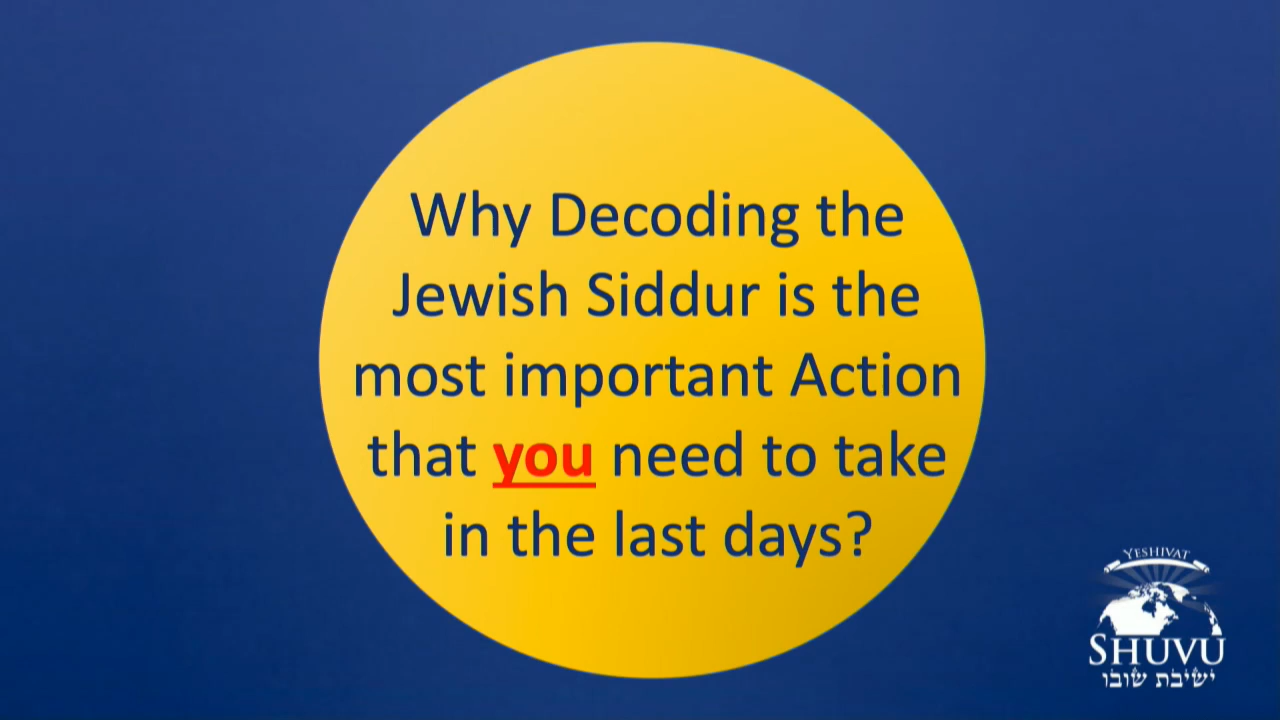 Why Decoding the
Jewish Siddur is the
most important Action
that you need to take
in the last days?
YESHIVAT
SHUVU
ישיבת שובו